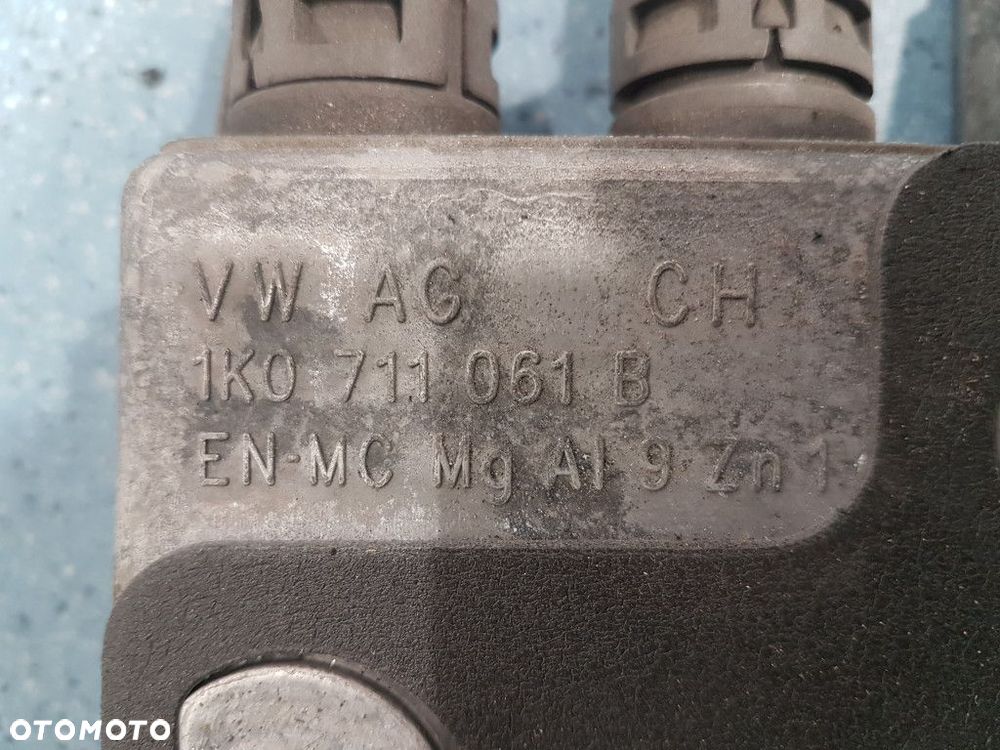 VW AG CH
1K0 711 061 B
EN-MC Mg Al 9 Zn 1
OTOMOTO